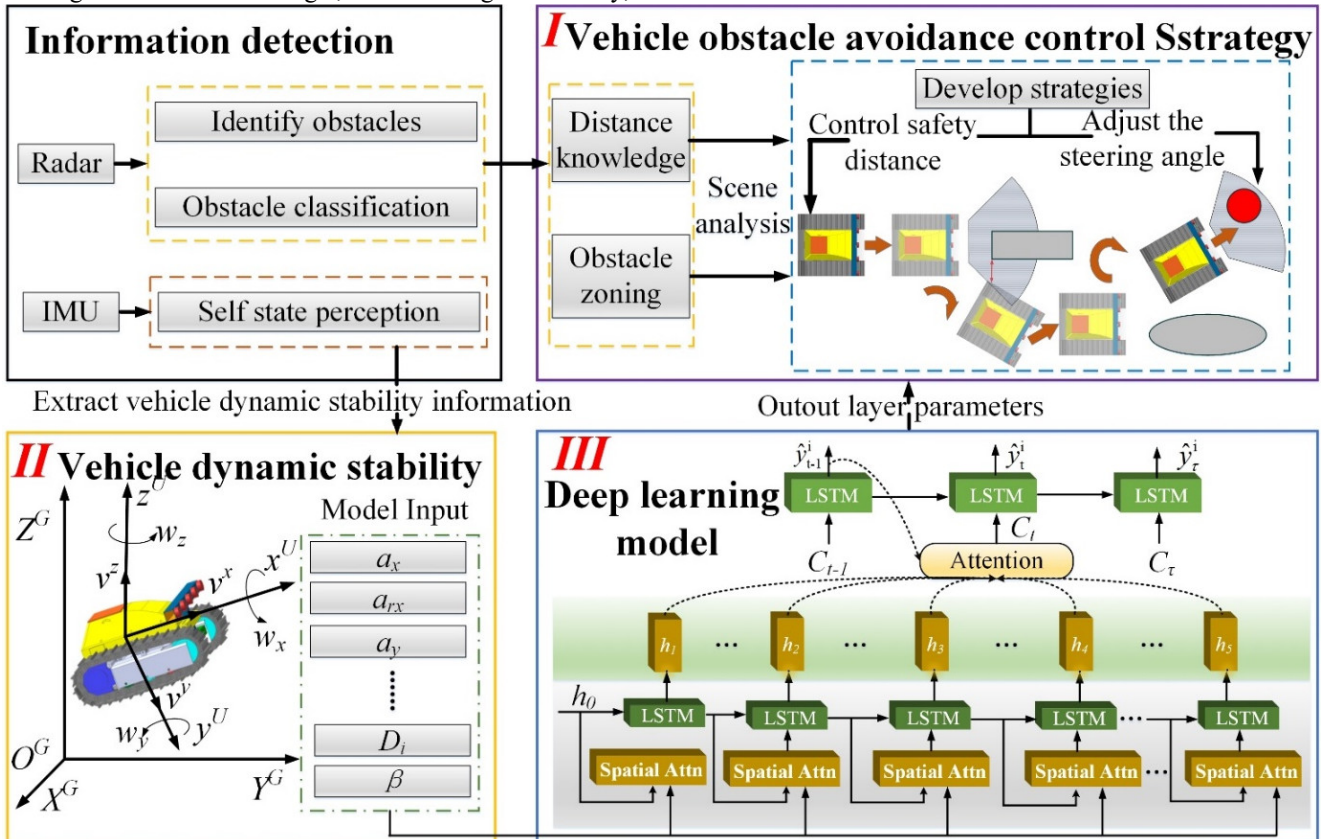 Information detection
Radar
Identify obstacles
Obstacle classification
IMU
Self state perception
I Vehicle obstacle avoidance control Sstrategy
Distance
knowledge
Obstacle
zoning
Scene
analysis
Develop strategies
Control safety
distance
Adjust the
steering angle
Extract vehicle dynamic stability information
Outout layer parameters
II Vehicle dynamic stability
Z^G
z^U
w_z
v^z
v^x
x^U
w_x
v^y
w_y
y^U
O^G
X^G
Y^G
Model Input
a_x
a_rx
a_y
......
D_i
β
III
Deep learning
model
ŷ^i_t-1
ŷ^i_t
ŷ^i_τ
LSTM
LSTM
LSTM
C_t-1
C_t
C_τ
Attention
h_1 ... h_2 ... h_3 ... h_4 ... h_5
h_0
LSTM LSTM LSTM LSTM ... LSTM
Spatial Attn Spatial Attn Spatial Attn Spatial Attn ... Spatial Attn